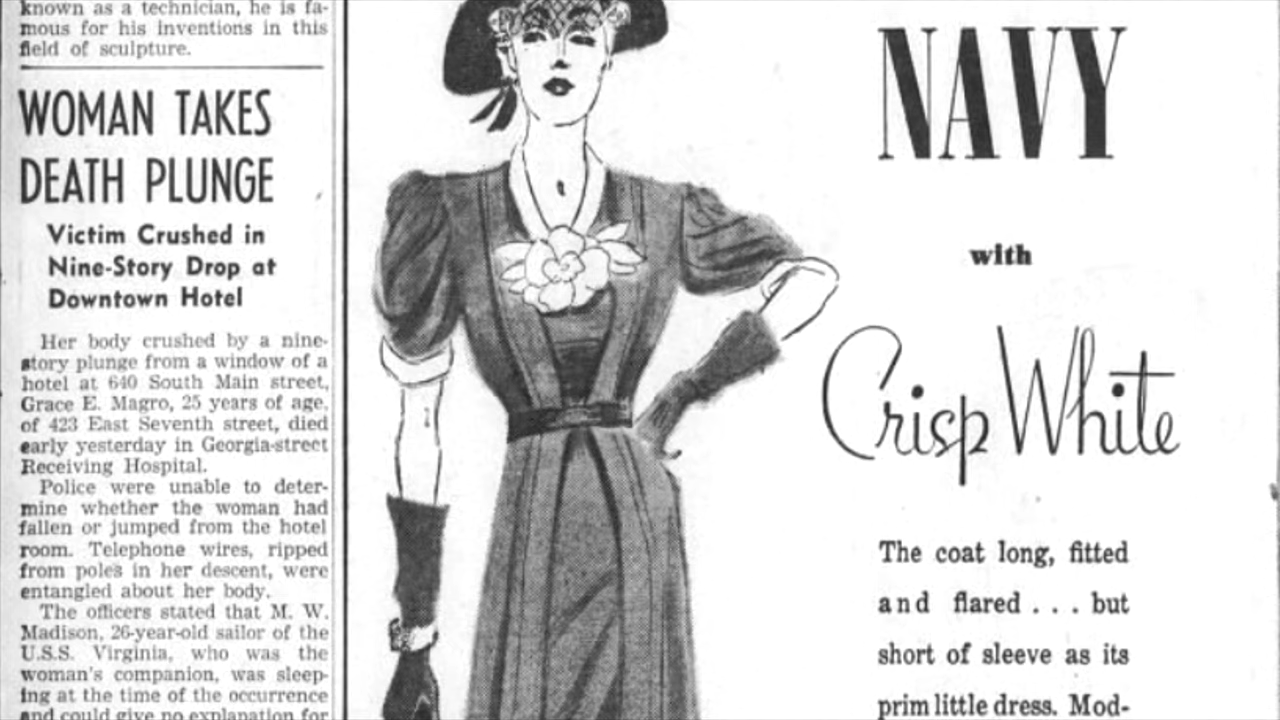 known as a technician, he is fa-
mous for his inventions in this
field of sculpture.
WOMAN TAKES
DEATH PLUNGE
Victim Crushed in
Nine-Story Drop at
Downtown Hotel
Her body crushed by a nine-
story plunge from a window of a
hotel at 640 South Main street,
Grace E. Magro, 25 years of age,
of 423 East Seventh street, died
early yesterday in Georgia-street
Receiving Hospital.
Police were unable to deter-
mine whether the woman had
fallen or jumped from the hotel
room. Telephone wires, ripped
from poles in her descent, were
entangled about her body.
The officers stated that M. W.
Madison, 26-year-old sailor of the
U.S.S. Virginia, who was the
woman's companion, was sleep-
ing at the time of the occurrence
and could give no explanation for
NAVY
with
Crisp White
The coat long, fitted
and flared . . . but
short of sleeve as its
prim little dress. Mod-